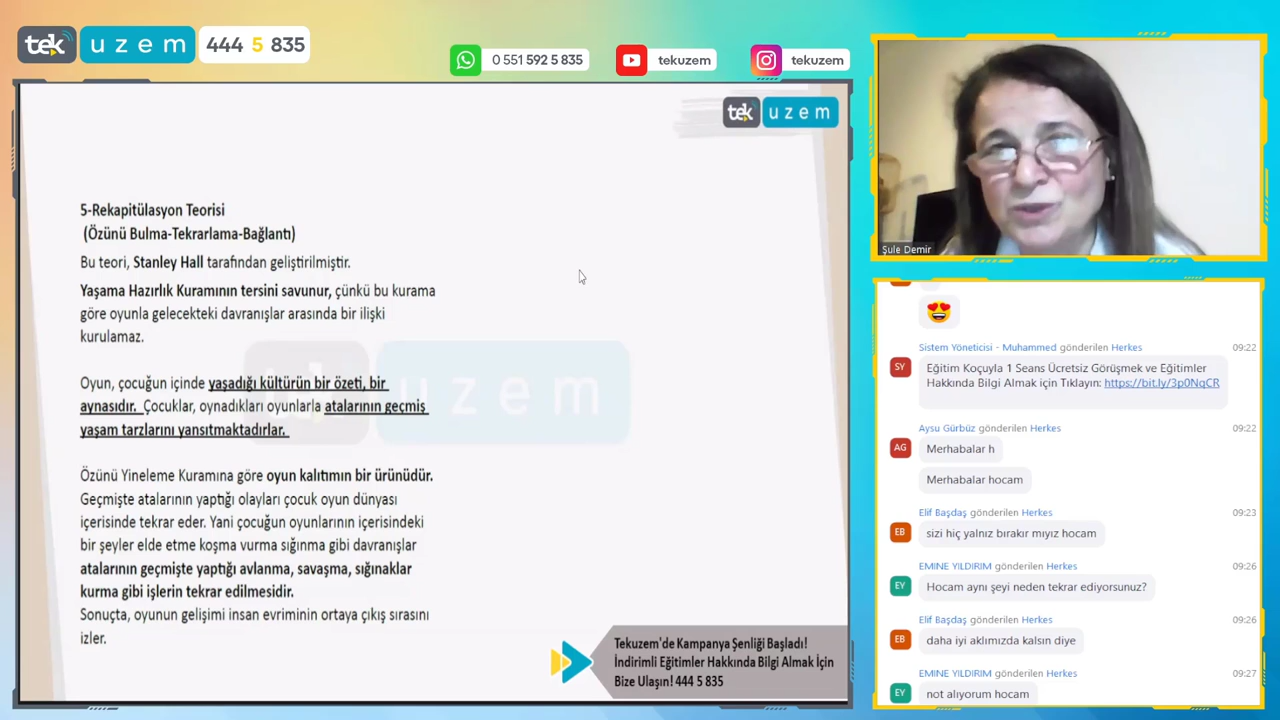 tek uzem 444 5 835
0 551 592 5 835
tekuzem
tekuzem
tek uzem
5-Rekapitülasyon Teorisi
(Özünü Bulma-Tekrarlama-Bağlantı)
Bu teori, Stanley Hall tarafından geliştirilmiştir.
Yaşama Hazırlık Kuramının tersini savunur, çünkü bu kurama
göre oyunla gelecekteki davranışlar arasında bir ilişki
kurulamaz.
Oyun, çocuğun içinde yaşadığı kültürün bir özeti, bir
aynasıdır. Çocuklar, oynadıkları oyunlarla atalarının geçmiş
yaşam tarzlarını yansıtmaktadırlar.
Özünü Yineleme Kuramına göre oyun kalıtımın bir ürünüdür.
Geçmişte atalarının yaptığı olayları çocuk oyun dünyası
içerisinde tekrar eder. Yani çocuğun oyunlarının içerisindeki
bir şeyler elde etme koşma vurma sığınma gibi davranışlar
atalarının geçmişte yaptığı avlanma, savaşma, sığınaklar
kurma gibi işlerin tekrar edilmesidir.
Sonuçta, oyunun gelişimi insan evriminin ortaya çıkış sırasını
izler.
uzem
Tekuzem'de Kampanya Şenliği Başladı!
İndirimli Eğitimler Hakkında Bilgi Almak İçin
Bize Ulaşın! 444 5 835
Şule Demir
Sistem Yöneticisi - Muhammed gönderilen Herkes 09:22
SY
Eğitim Koçuyla 1 Seans Ücretsiz Görüşmek ve Eğitimler
Hakkında Bilgi Almak için Tıklayın: https://bit.ly/3p0NqCR
Aysu Gürbüz gönderilen Herkes 09:22
AG Merhabalar h
Merhabalar hocam
Elif Başdaş gönderilen Herkes 09:23
EB sizi hiç yalnız bırakır mıyız hocam
EMİNE YILDIRIM gönderilen Herkes 09:26
EY Hocam aynı şeyi neden tekrar ediyorsunuz?
Elif Başdaş gönderilen Herkes 09:26
EB daha iyi aklımızda kalsın diye
EMİNE YILDIRIM gönderilen Herkes 09:27
EY not alıyorum hocam